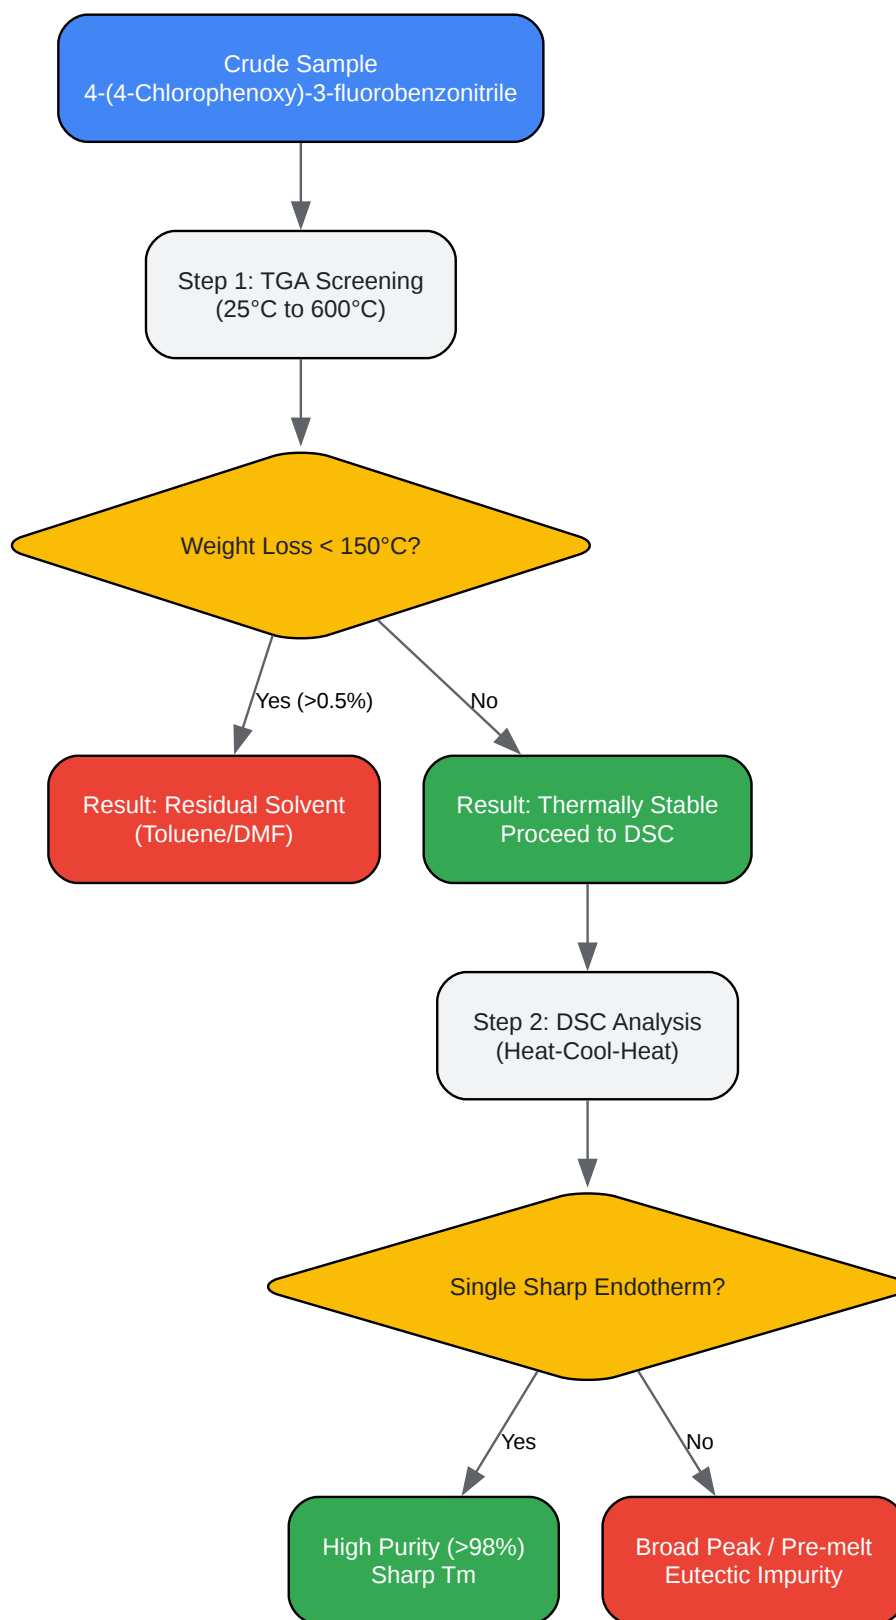 Crude Sample
4-(4-Chlorophenoxy)-3-fluorobenzonitrile
Step 1: TGA Screening
(25°C to 600°C)
Weight Loss < 150°C?
Yes (>0.5%)
No
Result: Residual Solvent
(Toluene/DMF)
Result: Thermally Stable
Proceed to DSC
Step 2: DSC Analysis
(Heat-Cool-Heat)
Single Sharp Endotherm?
Yes
No
High Purity (>98%)
Sharp Tm
Broad Peak / Pre-melt
Eutectic Impurity